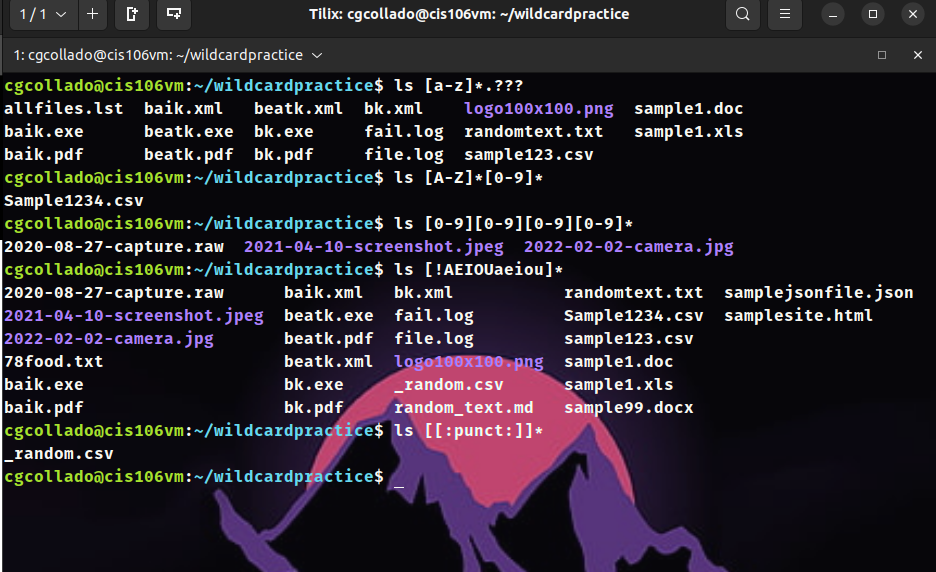 1 / 1 Tilix: cgcollado@cis106vm: ~/wildcardpractice
1: cgcollado@cis106vm: ~/wildcardpractice
cgcollado@cis106vm:~/wildcardpractice$ ls [a-z]*.???
allfiles.lst baik.xml beatk.xml bk.xml logo100x100.png sample1.doc
baik.exe beatk.exe bk.exe fail.log randomtext.txt sample1.xls
baik.pdf beatk.pdf bk.pdf file.log sample123.csv
cgcollado@cis106vm:~/wildcardpractice$ ls [A-Z]*[0-9]*
Sample1234.csv
cgcollado@cis106vm:~/wildcardpractice$ ls [0-9][0-9][0-9][0-9]*
2020-08-27-capture.raw 2021-04-10-screenshot.jpeg 2022-02-02-camera.jpg
cgcollado@cis106vm:~/wildcardpractice$ ls [!AEIOUaeiou]*
2020-08-27-capture.raw baik.xml bk.xml randomtext.txt samplejsonfile.json
2021-04-10-screenshot.jpeg beatk.exe fail.log Sample1234.csv samplesite.html
2022-02-02-camera.jpg beatk.pdf file.log sample123.csv
78food.txt beatk.xml logo100x100.png sample1.doc
baik.exe bk.exe _random.csv sample1.xls
baik.pdf bk.pdf random_text.md sample99.docx
cgcollado@cis106vm:~/wildcardpractice$ ls [[:punct:]]*
_random.csv
cgcollado@cis106vm:~/wildcardpractice$ _